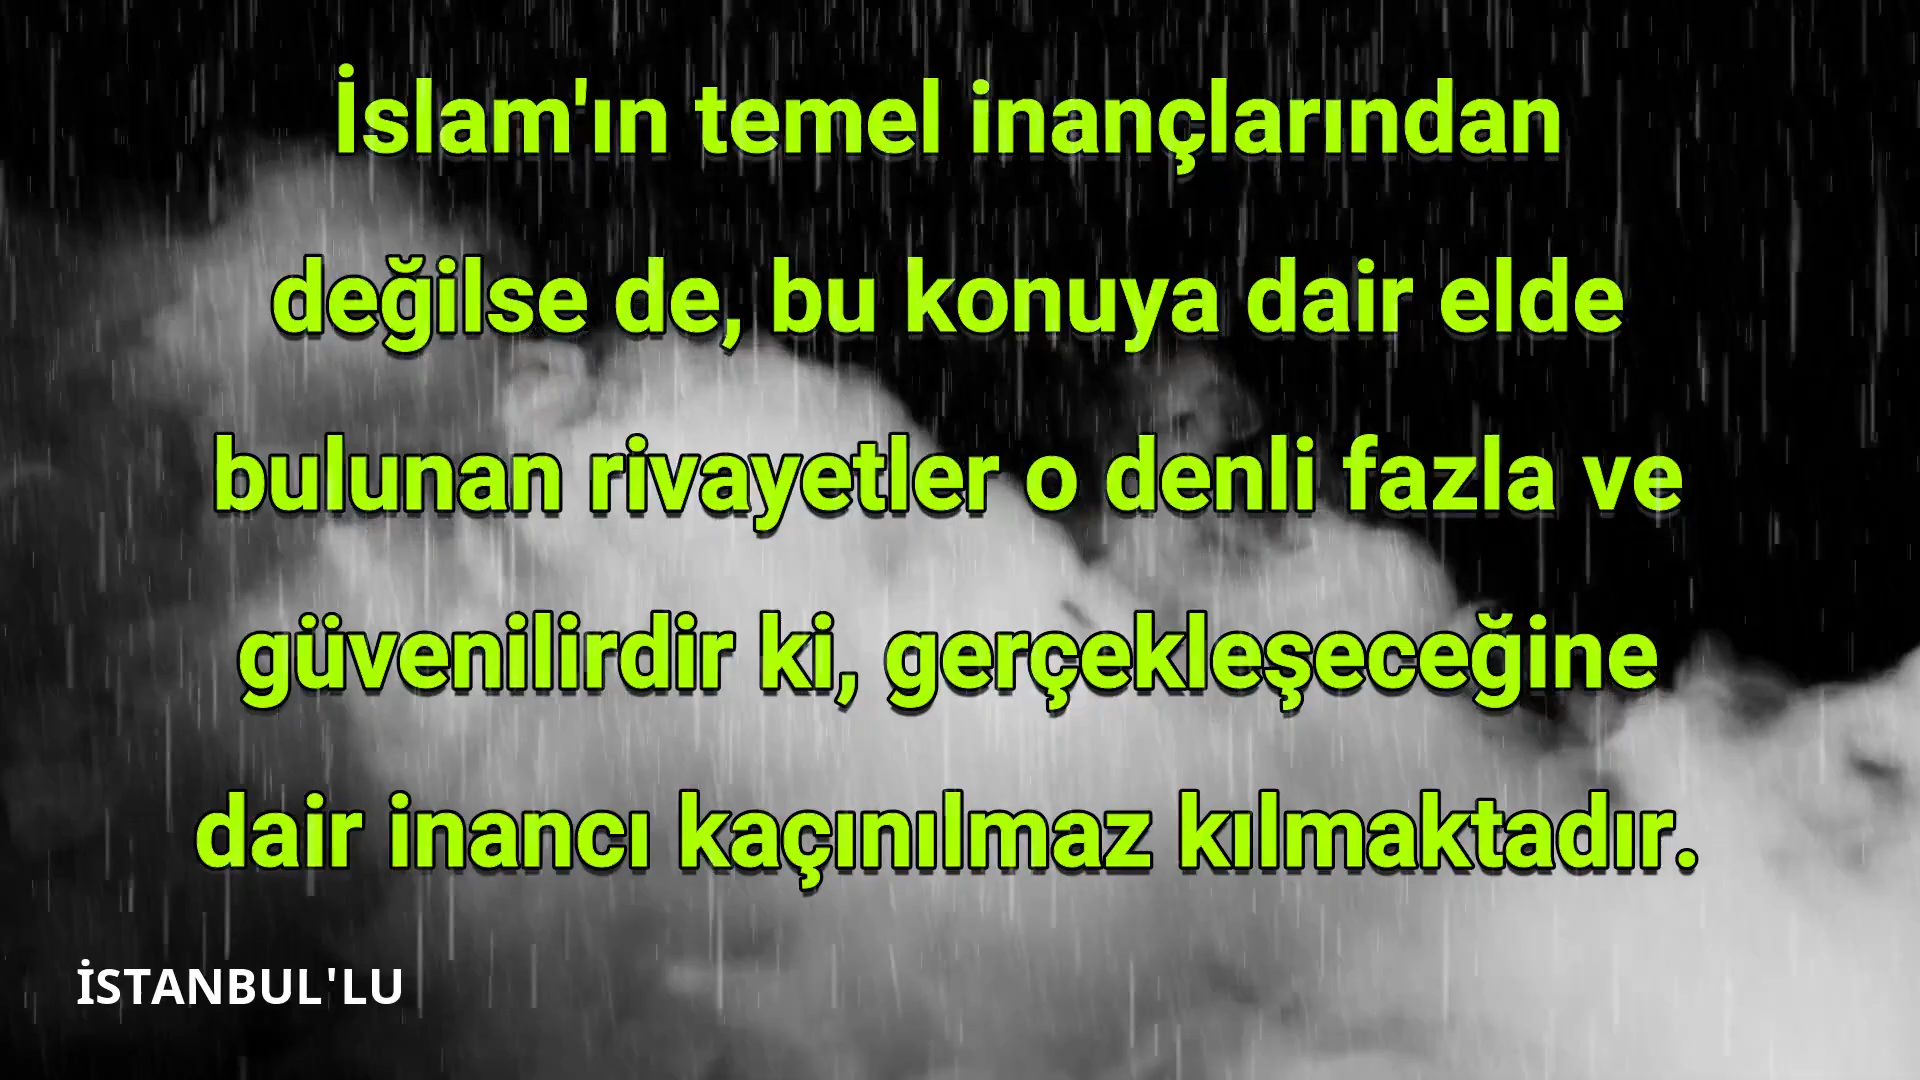 İslam'ın temel inançlarından
değilse de, bu konuya dair elde
bulunan rivayetler o denli fazla ve
güvenilirdir ki, gerçekleşeceğine
dair inancı kaçınılmaz kılmaktadır.
İSTANBUL'LU